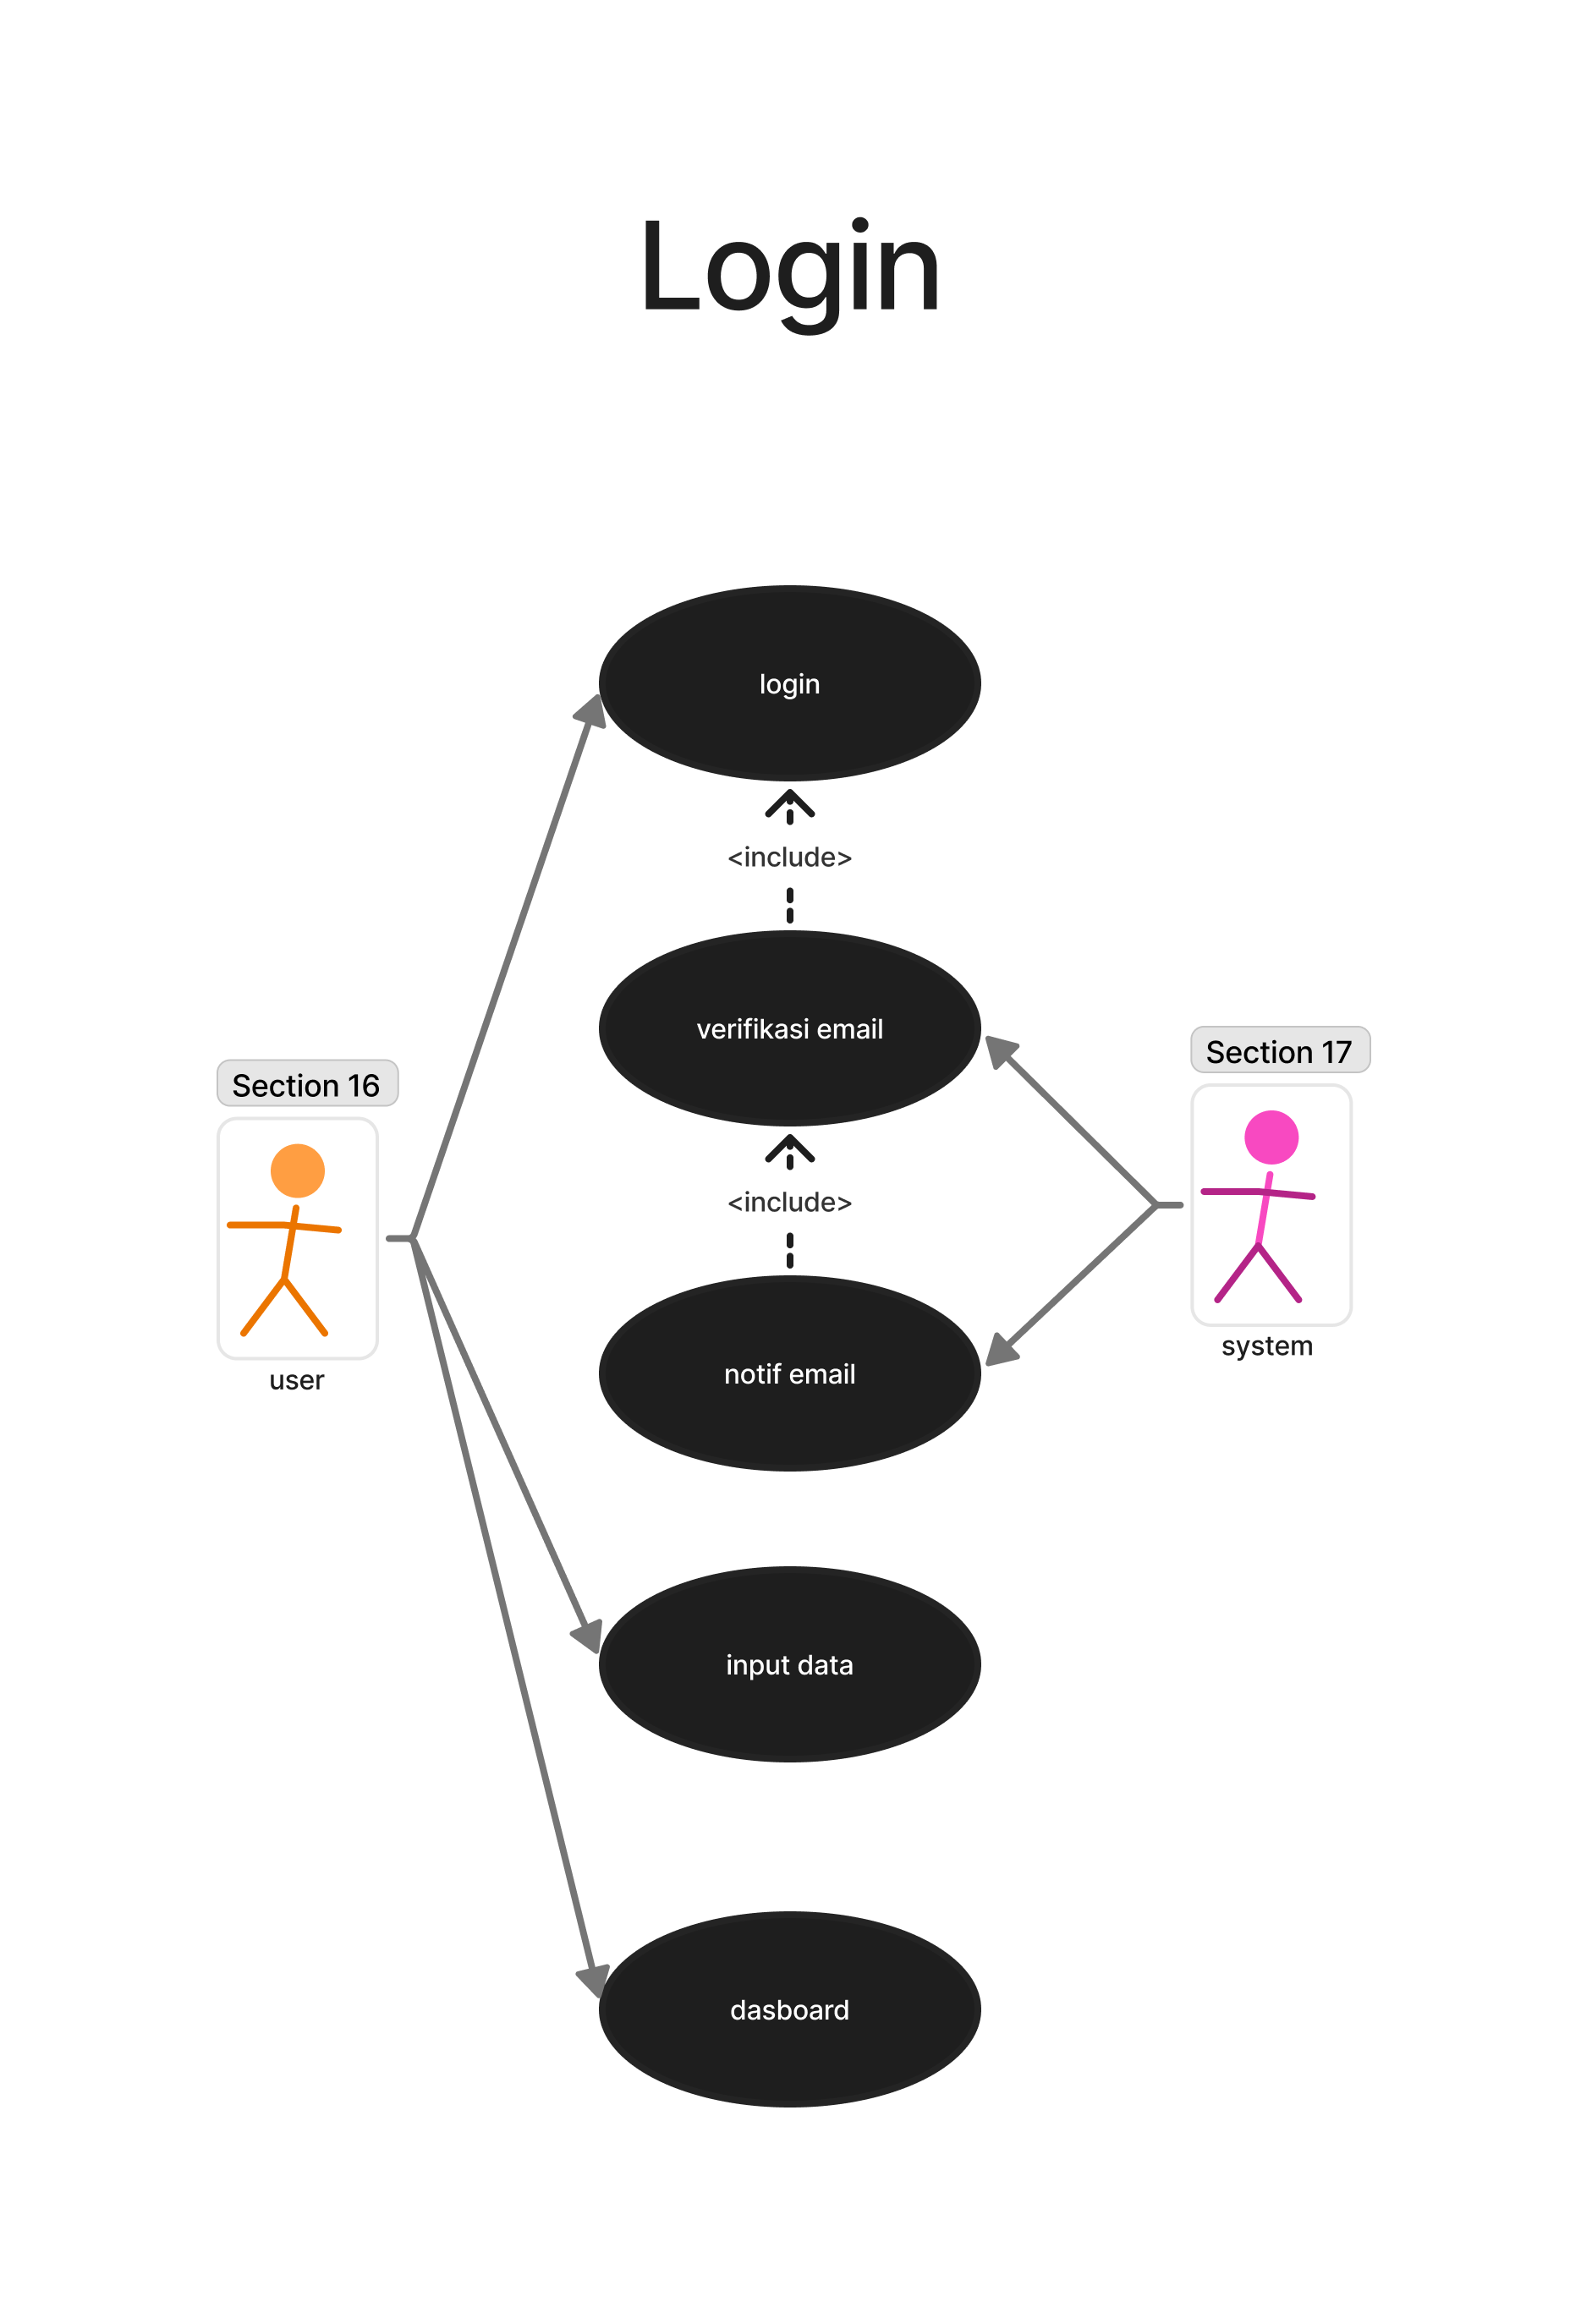 Login
login
<include>
verifikasi email
Section 17
Section 16
<include>
system
notif email
user
input data
dasboard